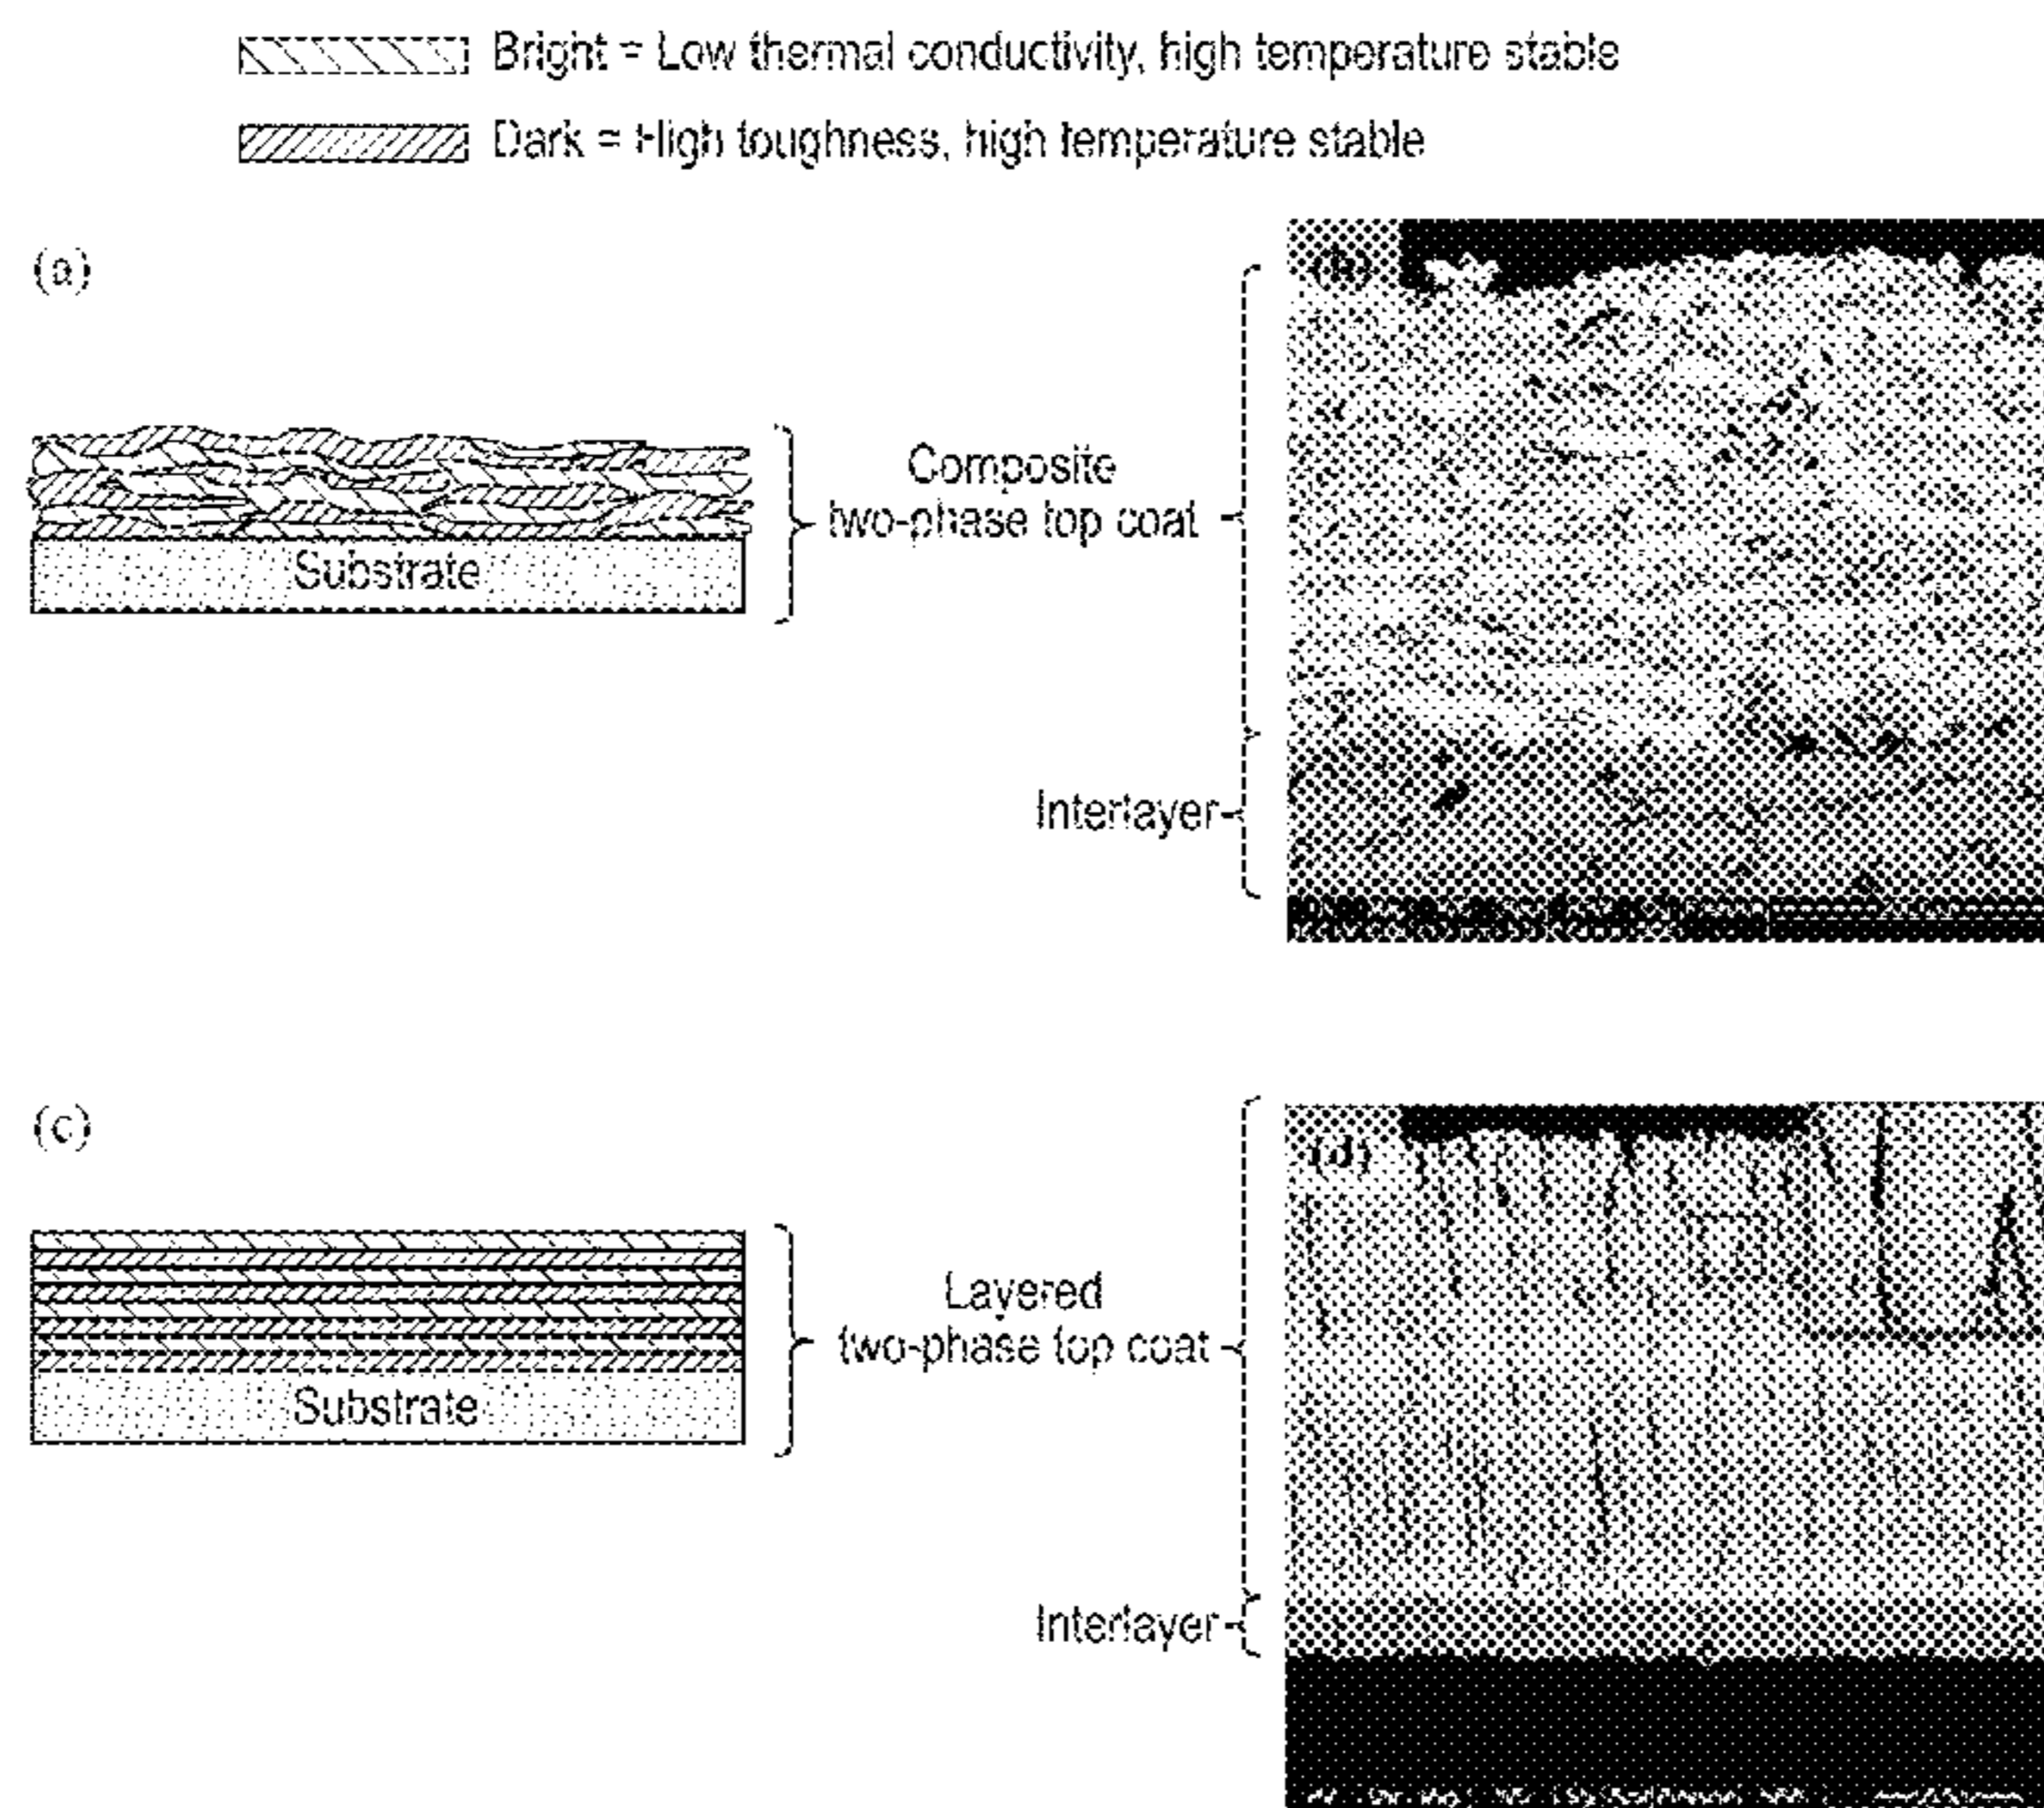 Bright = Low thermal conductivity, high temperature stable
Dark = High toughness, high temperature stable
(a)
(b)
Substrate
Composite
two-phase top coat
Interlayer
(c)
(d)
Substrate
Layered
two-phase top coat
Interlayer